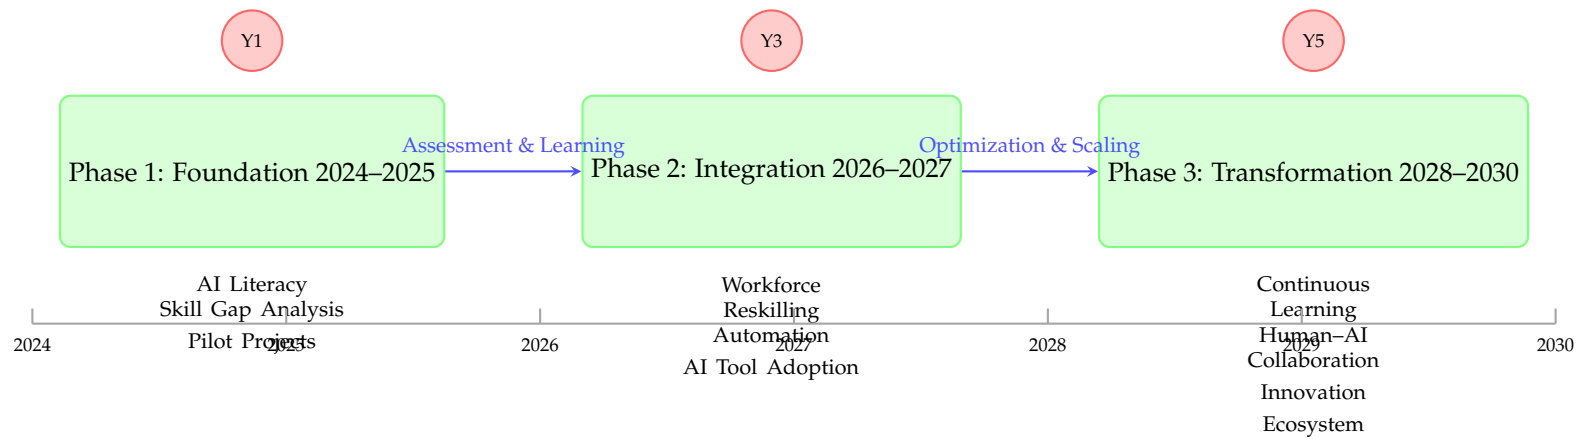 Y1
Y3
Y5
Assessment & Learning
Optimization & Scaling
Phase 1: Foundation 2024–2025
Phase 2: Integration 2026–2027
Phase 3: Transformation 2028–2030
AI Literacy
Skill Gap Analysis
Pilot Projects
Workforce
Reskilling
Automation
AI Tool Adoption
Continuous
Learning
Human–AI
Collaboration
Innovation
Ecosystem
2024
2025
2026
2027
2028
2029
2030